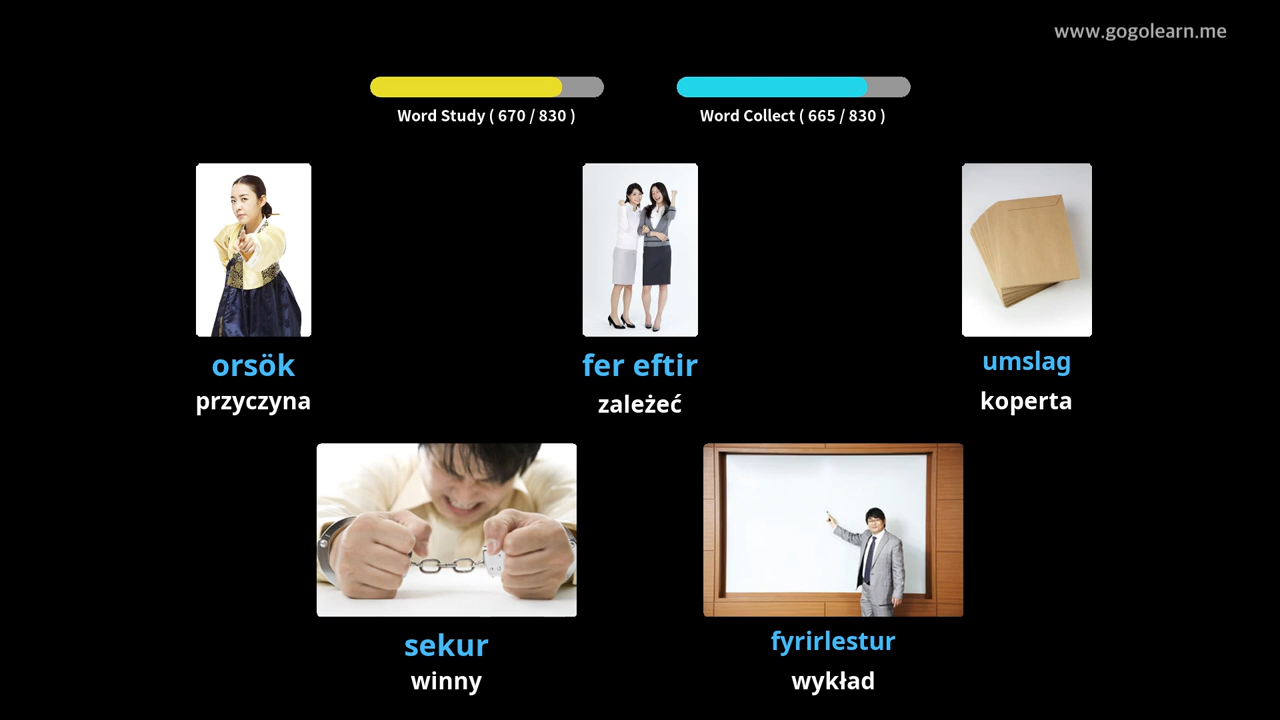 www.gogolearn.me
Word Study ( 670 / 830 )
Word Collect ( 665 / 830 )
orsök
przyczyna
fer eftir
zależeć
umslag
koperta
sekur
winny
fyrirlestur
wykład